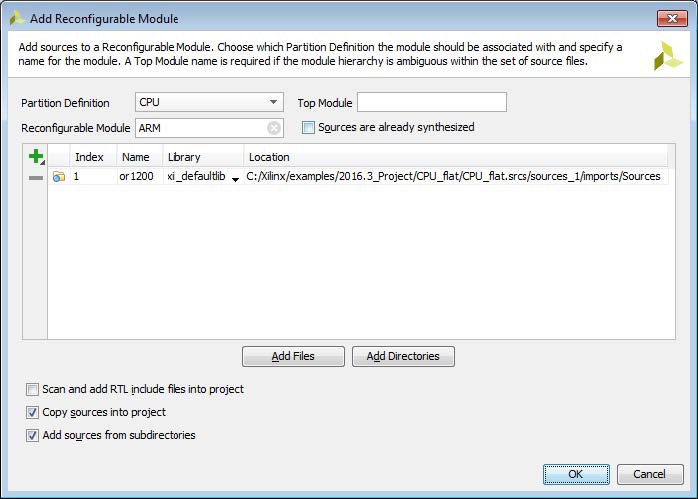 Add Reconfigurable Module
Add sources to a Reconfigurable Module. Choose which Partition Definition the module should be associated with and specify a
name for the module. A Top Module name is required if the module hierarchy is ambiguous within the set of source files.
Partition Definition CPU Top Module
Reconfigurable Module ARM Sources are already synthesized
Index Name Library Location
1 or1200 xi_defaultlib C:/Xilinx/examples/2016.3_Project/CPU_flat/CPU_flat.srcs/sources_1/imports/Sources
Add Files Add Directories
Scan and add RTL include files into project
Copy sources into project
Add sources from subdirectories
OK Cancel